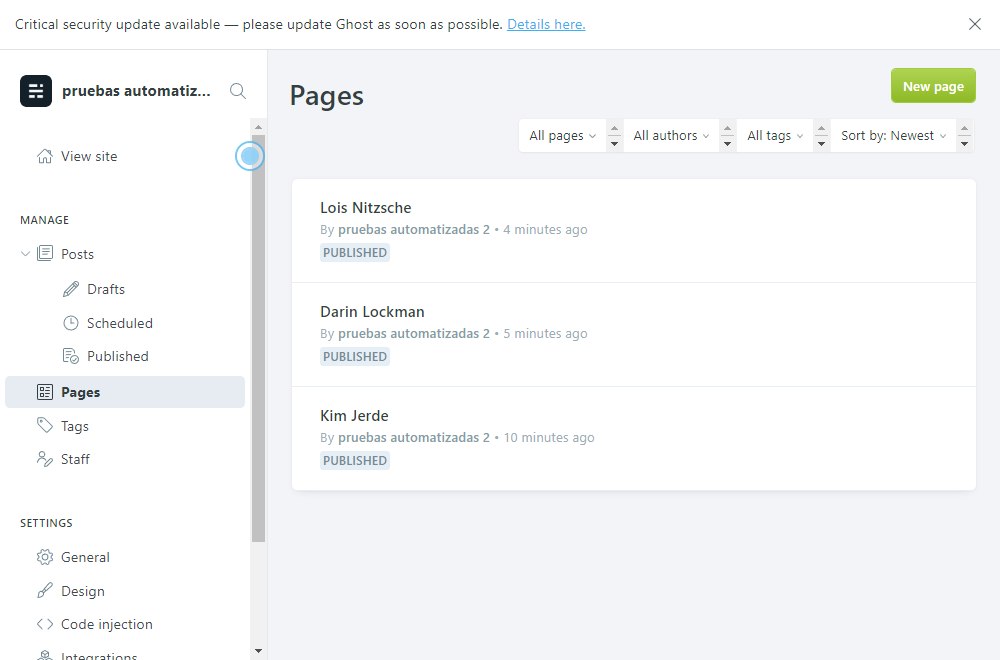 Critical security update available — please update Ghost as soon as possible. Details here.
pruebas automatiz...
View site
MANAGE
Posts
Drafts
Scheduled
Published
Pages
Tags
Staff
SETTINGS
General
Design
Code injection
Integrations
Pages
New page
All pages
All authors
All tags
Sort by: Newest
Lois Nitzsche
By pruebas automatizadas 2 • 4 minutes ago
PUBLISHED
Darin Lockman
By pruebas automatizadas 2 • 5 minutes ago
PUBLISHED
Kim Jerde
By pruebas automatizadas 2 • 10 minutes ago
PUBLISHED